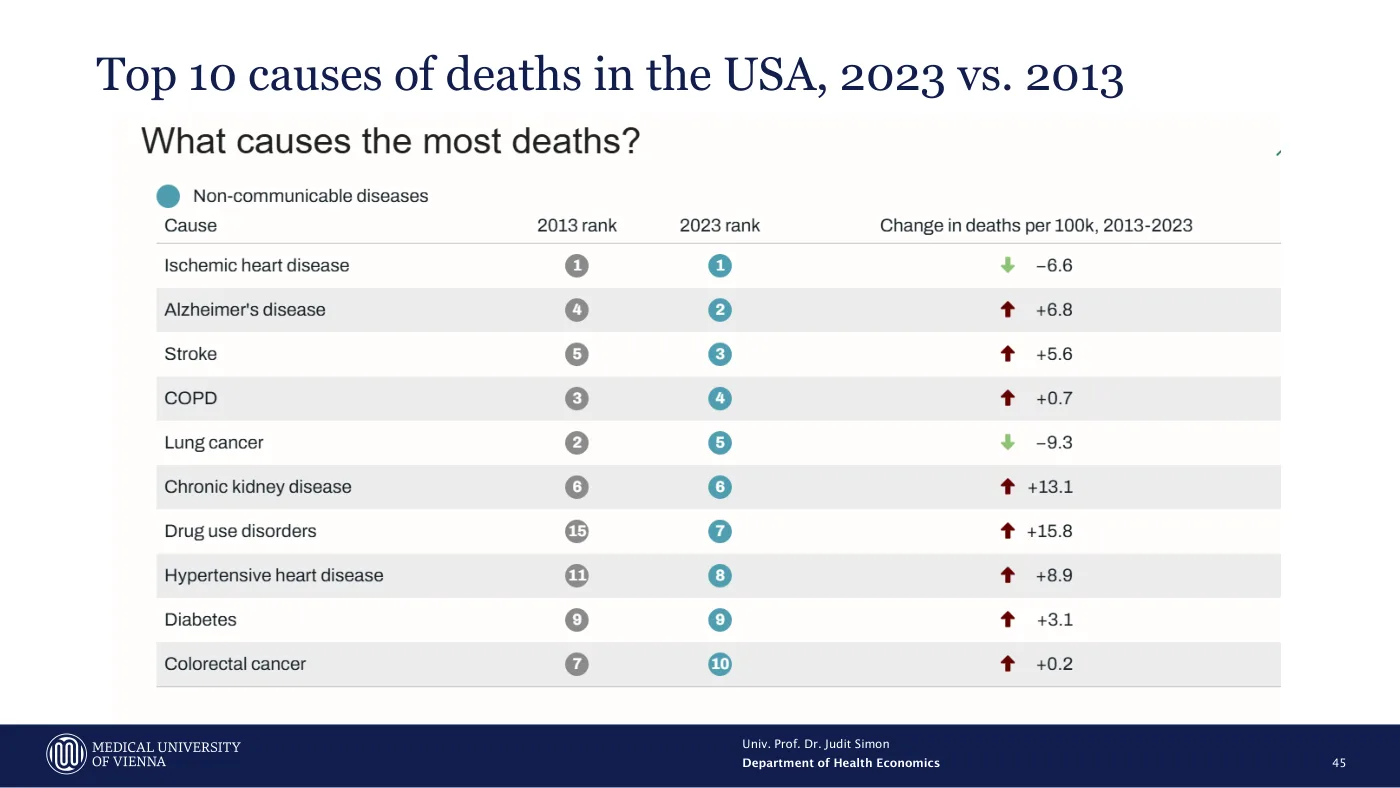 Top 10 causes of deaths in the USA, 2023 vs. 2013
What causes the most deaths?
Non-communicable diseases
Cause 2013 rank 2023 rank Change in deaths per 100k, 2013-2023
Ischemic heart disease 1 1 −6.6
Alzheimer's disease 4 2 +6.8
Stroke 5 3 +5.6
COPD 3 4 +0.7
Lung cancer 2 5 −9.3
Chronic kidney disease 6 6 +13.1
Drug use disorders 15 7 +15.8
Hypertensive heart disease 11 8 +8.9
Diabetes 9 9 +3.1
Colorectal cancer 7 10 +0.2
MEDICAL UNIVERSITY
OF VIENNA
Univ. Prof. Dr. Judit Simon
Department of Health Economics
45